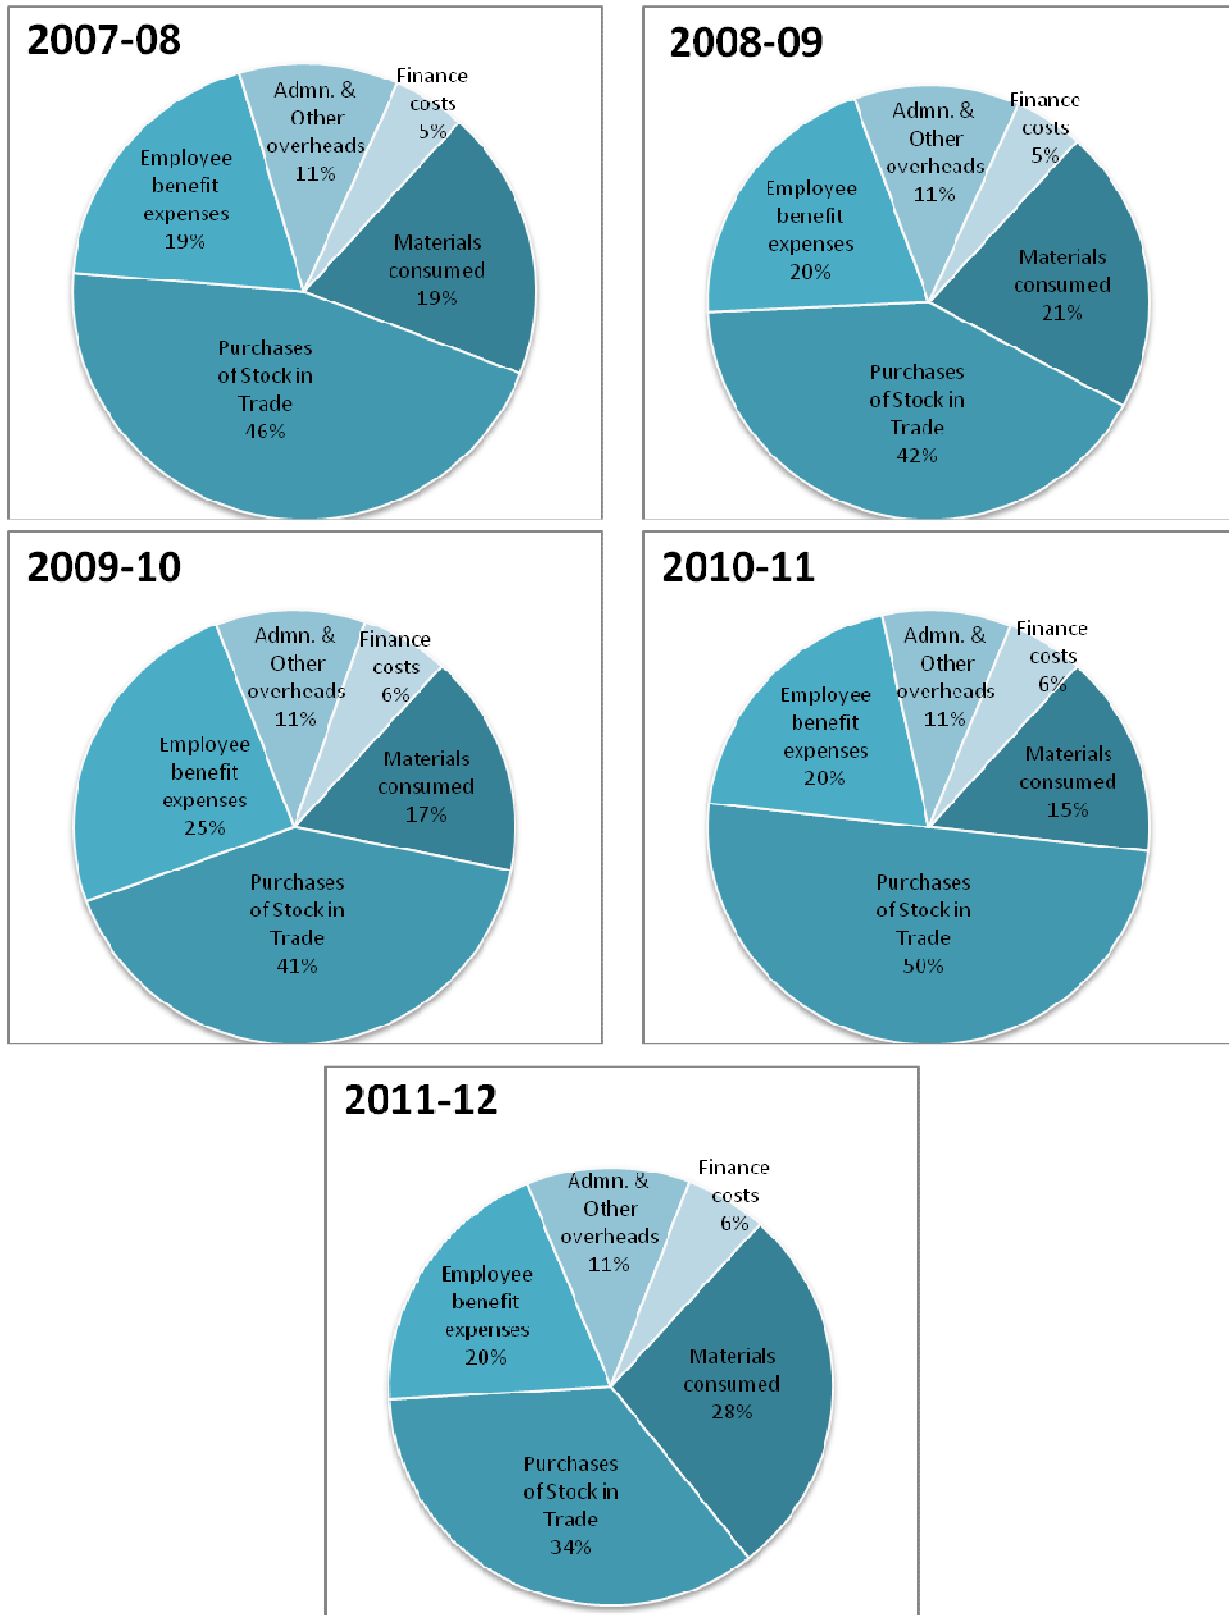 2007-08
Admn. &
Other
overheads
11%
Finance
costs
5%
Employee
benefit
expenses
19%
Materials
consumed
19%
Purchases
of Stock in
Trade
46%
2008-09
Admn. &
Other
overheads
11%
Finance
costs
5%
Employee
benefit
expenses
20%
Materials
consumed
21%
Purchases
of Stock in
Trade
42%
2009-10
Admn. &
Other
overheads
11%
Finance
costs
6%
Employee
benefit
expenses
25%
Materials
consumed
17%
Purchases
of Stock in
Trade
41%
2010-11
Admn. &
Other
overheads
11%
Finance
costs
6%
Employee
benefit
expenses
20%
Materials
consumed
15%
Purchases
of Stock in
Trade
50%
2011-12
Admn. &
Other
overheads
11%
Finance
costs
6%
Employee
benefit
expenses
20%
Materials
consumed
28%
Purchases
of Stock in
Trade
34%